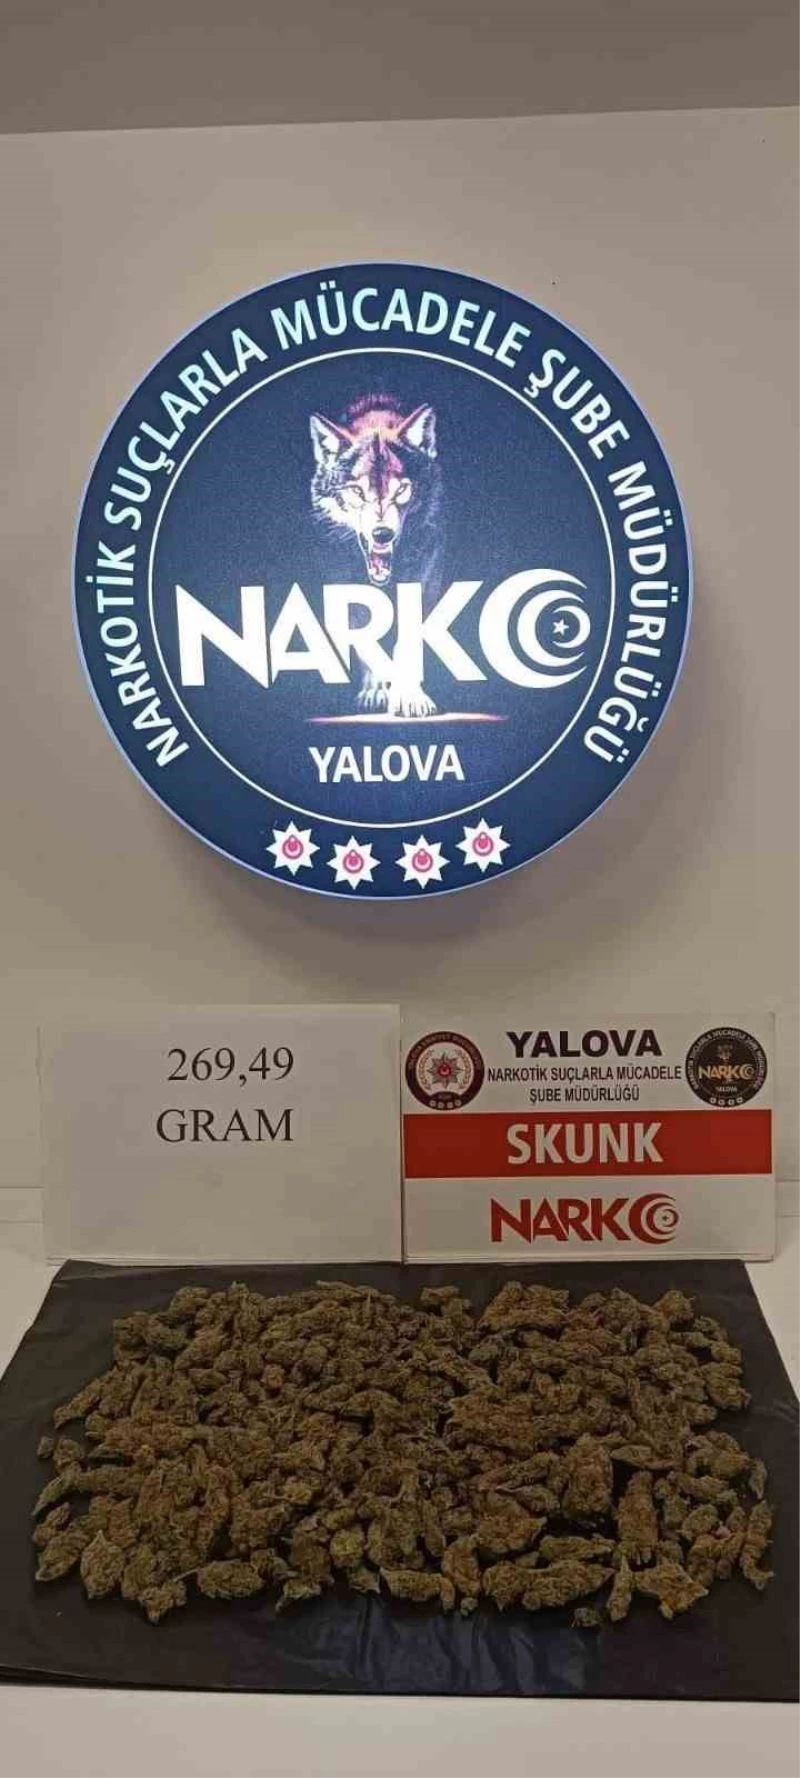 NARKOTİK SUÇLARLA MÜCADELE ŞUBE MÜDÜRLÜĞÜ
NARKO
YALOVA
269,49
GRAM
YALOVA
NARKOTİK SUÇLARLA MÜCADELE
ŞUBE MÜDÜRLÜĞÜ
NARKO
YALOVA
SKUNK
NARKO